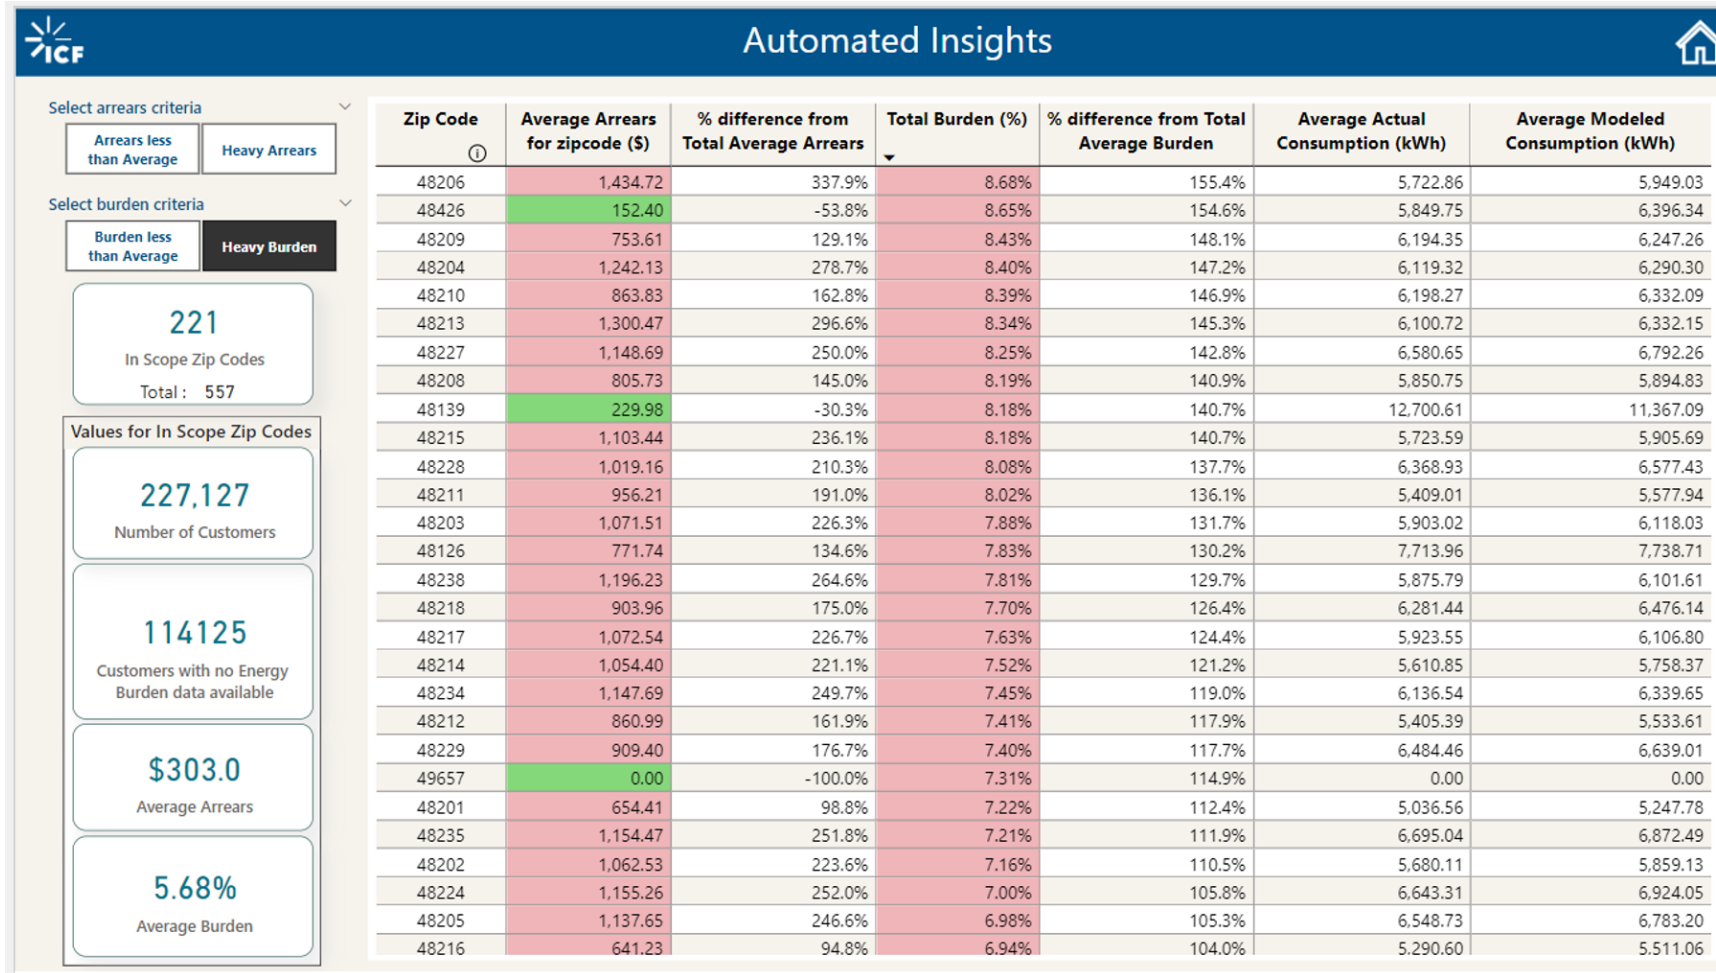 ICF
Automated Insights
Select arrears criteria
Arrears less
than Average
Heavy Arrears
Select burden criteria
Burden less
than Average
Heavy Burden
221
In Scope Zip Codes
Total : 557
Values for In Scope Zip Codes
227,127
Number of Customers
114125
Customers with no Energy
Burden data available
$303.0
Average Arrears
5.68%
Average Burden
Zip Code Average Arrears for zipcode ($) % difference from Total Average Arrears Total Burden (%) % difference from Total Average Burden Average Actual Consumption (kWh) Average Modeled Consumption (kWh)
48206 1,434.72 337.9% 8.68% 155.4% 5,722.86 5,949.03
48426 152.40 -53.8% 8.65% 154.6% 5,849.75 6,396.34
48209 753.61 129.1% 8.43% 148.1% 6,194.35 6,247.26
48204 1,242.13 278.7% 8.40% 147.2% 6,119.32 6,290.30
48210 863.83 162.8% 8.39% 146.9% 6,198.27 6,332.09
48213 1,300.47 296.6% 8.34% 145.3% 6,100.72 6,332.15
48227 1,148.69 250.0% 8.25% 142.8% 6,580.65 6,792.26
48208 805.73 145.0% 8.19% 140.9% 5,850.75 5,894.83
48139 229.98 -30.3% 8.18% 140.7% 12,700.61 11,367.09
48215 1,103.44 236.1% 8.18% 140.7% 5,723.59 5,905.69
48228 1,019.16 210.3% 8.08% 137.7% 6,368.93 6,577.43
48211 956.21 191.0% 8.02% 136.1% 5,409.01 5,577.94
48203 1,071.51 226.3% 7.88% 131.7% 5,903.02 6,118.03
48126 771.74 134.6% 7.83% 130.2% 7,713.96 7,738.71
48238 1,196.23 264.6% 7.81% 129.7% 5,875.79 6,101.61
48218 903.96 175.0% 7.70% 126.4% 6,281.44 6,476.14
48217 1,072.54 226.7% 7.63% 124.4% 5,923.55 6,106.80
48214 1,054.40 221.1% 7.52% 121.2% 5,610.85 5,758.37
48234 1,147.69 249.7% 7.45% 119.0% 6,136.54 6,339.65
48212 860.99 161.9% 7.41% 117.9% 5,405.39 5,533.61
48229 909.40 176.7% 7.40% 117.7% 6,484.46 6,639.01
49657 0.00 -100.0% 7.31% 114.9% 0.00 0.00
48201 654.41 98.8% 7.22% 112.4% 5,036.56 5,247.78
48235 1,154.47 251.8% 7.21% 111.9% 6,695.04 6,872.49
48202 1,062.53 223.6% 7.16% 110.5% 5,680.11 5,859.13
48224 1,155.26 252.0% 7.00% 105.8% 6,643.31 6,924.05
48205 1,137.65 246.6% 6.98% 105.3% 6,548.73 6,783.20
48216 641.23 94.8% 6.94% 104.0% 5,290.60 5,511.06